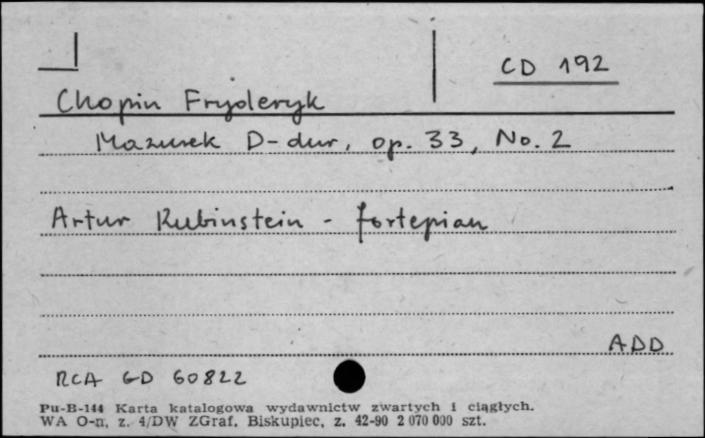 CD 192
Chopin Fryderyk
Mazurek D-dur, op. 33, No. 2
Artur Rubinstein - fortepian
ADD
RCA GD 60822
Pu-B-144 Karta katalogowa wydawnictw zwartych i ciągłych.
WA O-n, z. 4/DW ZGraf. Biskupiec, z. 42-90 2 070 000 szt.